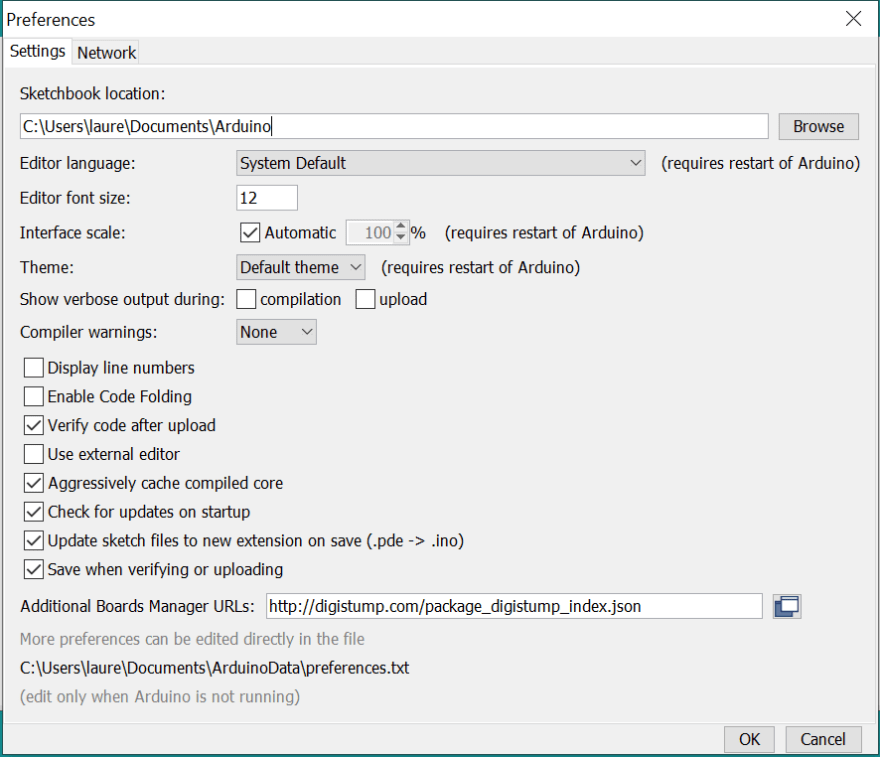 Preferences
Settings Network
Sketchbook location:
C:\Users\laure\Documents\Arduino Browse
Editor language: System Default (requires restart of Arduino)
Editor font size: 12
Interface scale: Automatic 100 % (requires restart of Arduino)
Theme: Default theme (requires restart of Arduino)
Show verbose output during: compilation upload
Compiler warnings: None
Display line numbers
Enable Code Folding
Verify code after upload
Use external editor
Aggressively cache compiled core
Check for updates on startup
Update sketch files to new extension on save (.pde -> .ino)
Save when verifying or uploading
Additional Boards Manager URLs: http://digistump.com/package_digistump_index.json
More preferences can be edited directly in the file
C:\Users\laure\Documents\ArduinoData\preferences.txt
(edit only when Arduino is not running)
OK Cancel